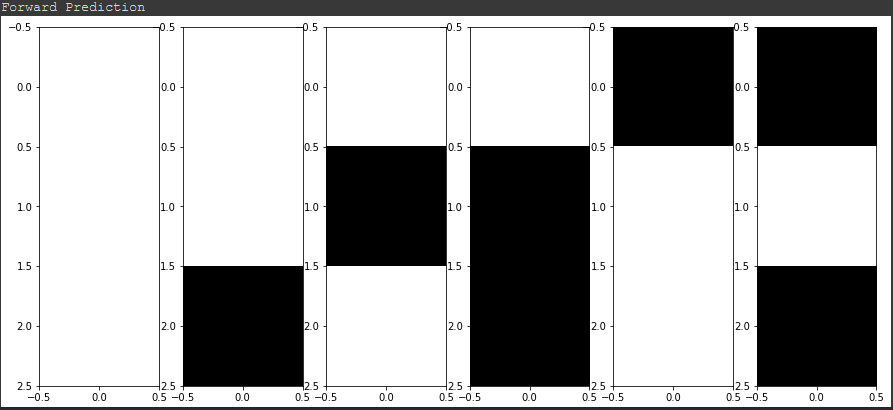 Forward Prediction
−0.5 −0.5 −0.5 −0.5 −0.5 −0.5
0.0 0.0 0.0 0.0 0.0 0.0
0.5 0.5 0.5 0.5 0.5 0.5
1.0 1.0 1.0 1.0 1.0 1.0
1.5 1.5 1.5 1.5 1.5 1.5
2.0 2.0 2.0 2.0 2.0 2.0
2.5 2.5 2.5 2.5 2.5 2.5
−0.5 0.0 0.5 −0.5 0.0 0.5 −0.5 0.0 0.5 −0.5 0.0 0.5 −0.5 0.0 0.5 −0.5 0.0 0.5